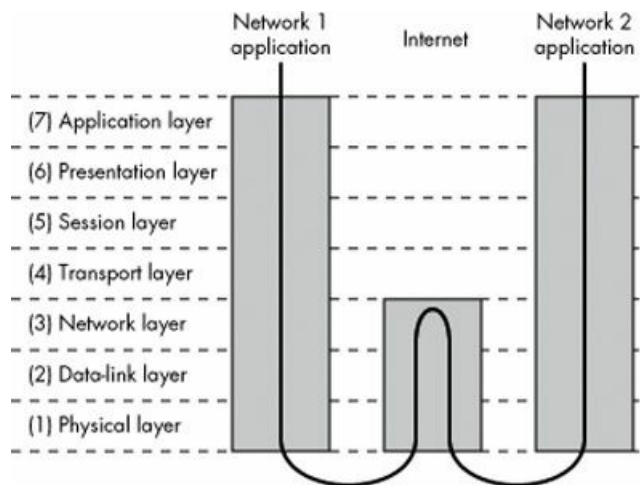 Network 1
application
Internet
Network 2
application
(7) Application layer
(6) Presentation layer
(5) Session layer
(4) Transport layer
(3) Network layer
(2) Data-link layer
(1) Physical layer